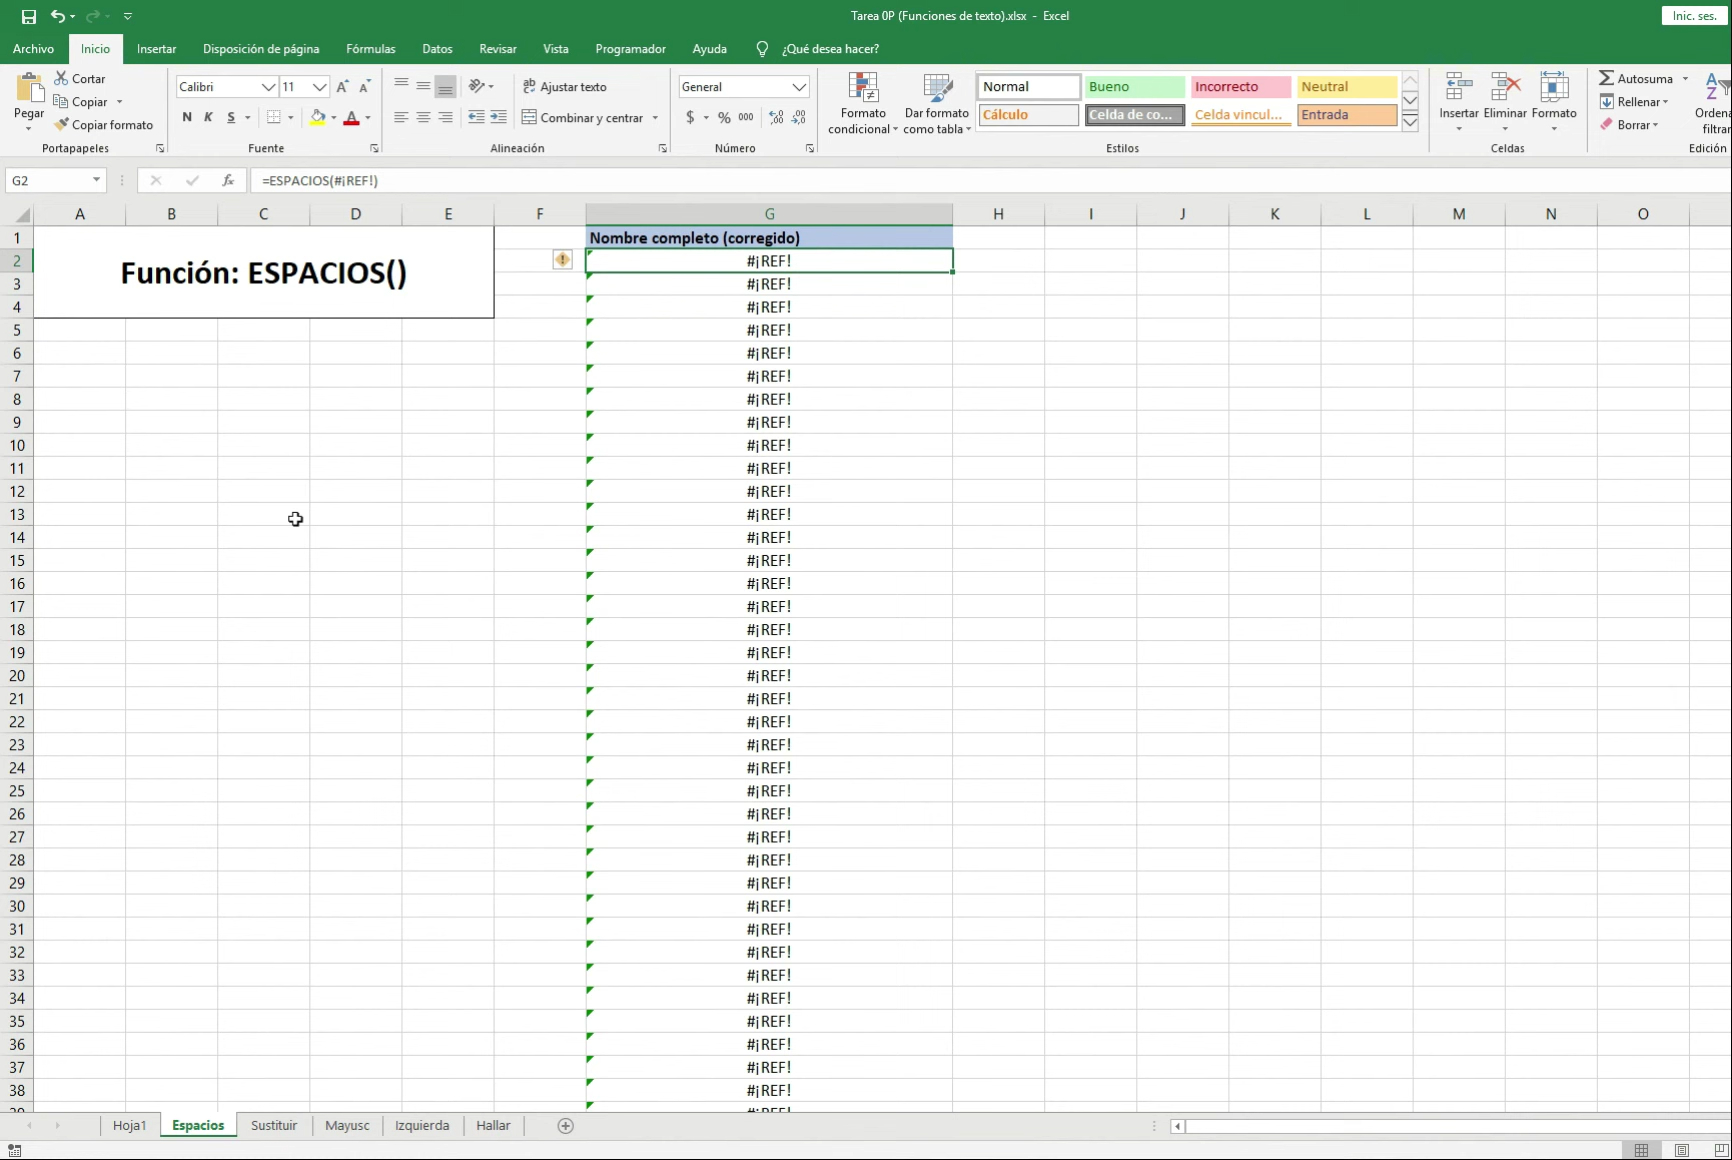 Tarea 0P (Funciones de texto).xlsx - Excel
Inic. ses.
Archivo Inicio Insertar Disposición de página Fórmulas Datos Revisar Vista Programador Ayuda ¿Qué desea hacer?
Pegar
Cortar
Copiar
Copiar formato
Portapapeles
Calibri 11
N K S
Fuente
Ajustar texto
Combinar y centrar
Alineación
General
$ % 000
Número
Formato condicional
Dar formato como tabla
Normal Bueno Incorrecto Neutral
Cálculo Celda de co... Celda vincul... Entrada
Estilos
Insertar Eliminar Formato
Celdas
Autosuma
Rellenar
Borrar
Ordena
filtrar
Edición
G2 fx =ESPACIOS(#¡REF!)
A B C D E F G H I J K L M N O
1 Nombre completo (corregido)
Función: ESPACIOS()
2 #¡REF!
3 #¡REF!
4 #¡REF!
5 #¡REF!
6 #¡REF!
7 #¡REF!
8 #¡REF!
9 #¡REF!
10 #¡REF!
11 #¡REF!
12 #¡REF!
13 #¡REF!
14 #¡REF!
15 #¡REF!
16 #¡REF!
17 #¡REF!
18 #¡REF!
19 #¡REF!
20 #¡REF!
21 #¡REF!
22 #¡REF!
23 #¡REF!
24 #¡REF!
25 #¡REF!
26 #¡REF!
27 #¡REF!
28 #¡REF!
29 #¡REF!
30 #¡REF!
31 #¡REF!
32 #¡REF!
33 #¡REF!
34 #¡REF!
35 #¡REF!
36 #¡REF!
37 #¡REF!
38 #¡REF!
39 #¡REF!
Hoja1 Espacios Sustituir Mayusc Izquierda Hallar